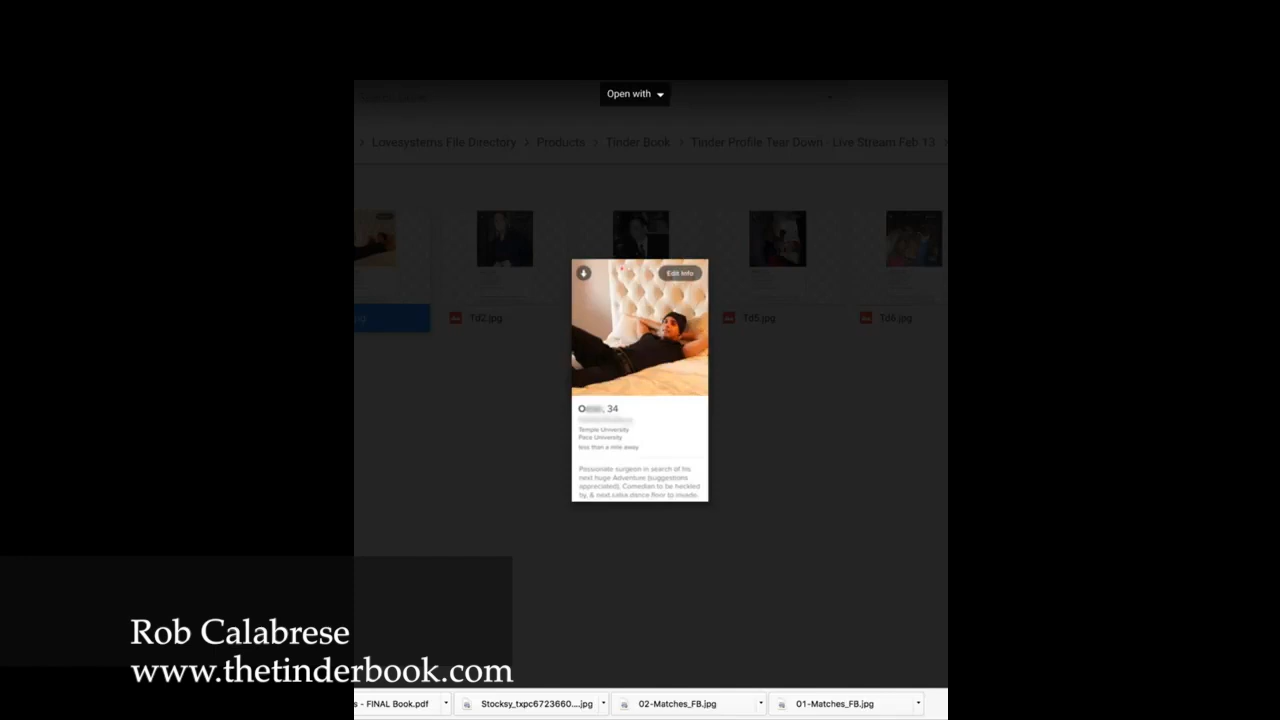 Open with
Lovesystems File Directory > Products > Tinder Book > Tinder Profile Tear Down - Live Stream Feb 13
Edit Info
Td2.jpg
Td5.jpg
Td6.jpg
34
Temple University
Pace University
less than a mile away
Passionate surgeon in search of his
next huge Adventure (suggestions
appreciated), Comedian to be heckled
by, & next salsa dance floor to invade
Rob Calabrese
www.thetinderbook.com
s - FINAL Book.pdf
Stocksy_txpc6723660....jpg
02-Matches_FB.jpg
01-Matches_FB.jpg